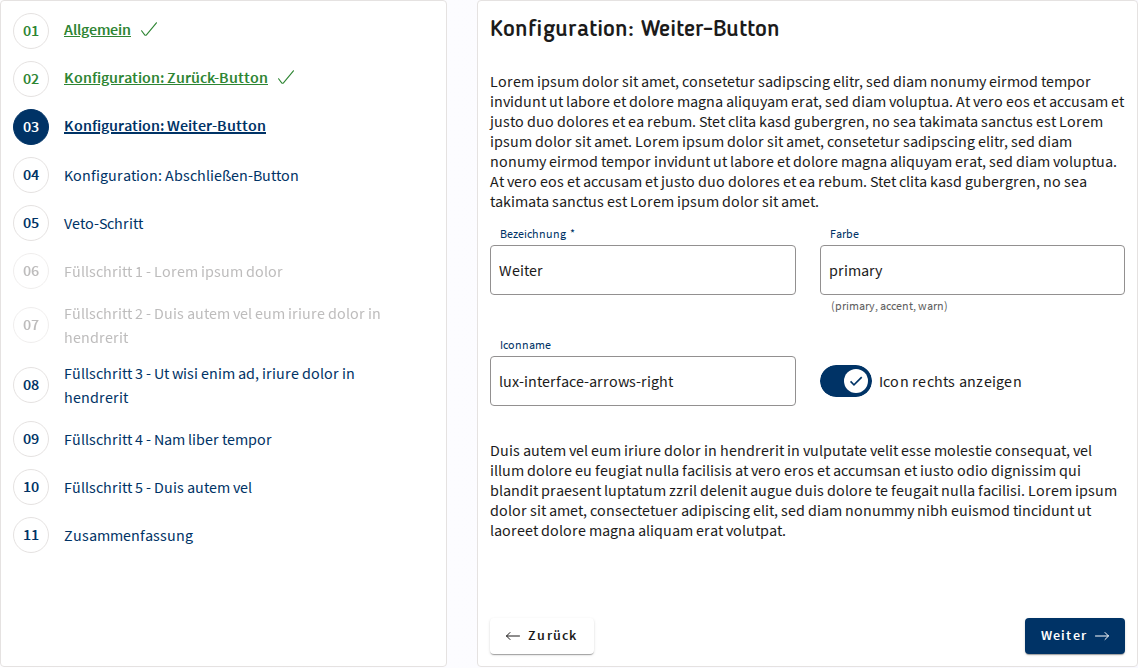 01 Allgemein
02 Konfiguration: Zurück-Button
03 Konfiguration: Weiter-Button
04 Konfiguration: Abschließen-Button
05 Veto-Schritt
06 Füllschritt 1 - Lorem ipsum dolor
07 Füllschritt 2 - Duis autem vel eum iriure dolor in
hendrerit
08 Füllschritt 3 - Ut wisi enim ad, iriure dolor in
hendrerit
09 Füllschritt 4 - Nam liber tempor
10 Füllschritt 5 - Duis autem vel
11 Zusammenfassung
Konfiguration: Weiter-Button
Lorem ipsum dolor sit amet, consetetur sadipscing elitr, sed diam nonumy eirmod tempor
invidunt ut labore et dolore magna aliquyam erat, sed diam voluptua. At vero eos et accusam et
justo duo dolores et ea rebum. Stet clita kasd gubergren, no sea takimata sanctus est Lorem
ipsum dolor sit amet. Lorem ipsum dolor sit amet, consetetur sadipscing elitr, sed diam
nonumy eirmod tempor invidunt ut labore et dolore magna aliquyam erat, sed diam voluptua.
At vero eos et accusam et justo duo dolores et ea rebum. Stet clita kasd gubergren, no sea
takimata sanctus est Lorem ipsum dolor sit amet.
Bezeichnung *
Weiter
Farbe
primary
(primary, accent, warn)
Iconname
lux-interface-arrows-right
Icon rechts anzeigen
Duis autem vel eum iriure dolor in hendrerit in vulputate velit esse molestie consequat, vel
illum dolore eu feugiat nulla facilisis at vero eros et accumsan et iusto odio dignissim qui
blandit praesent luptatum zzril delenit augue duis dolore te feugait nulla facilisi. Lorem ipsum
dolor sit amet, consectetuer adipiscing elit, sed diam nonummy nibh euismod tincidunt ut
laoreet dolore magna aliquam erat volutpat.
← Zurück
Weiter →